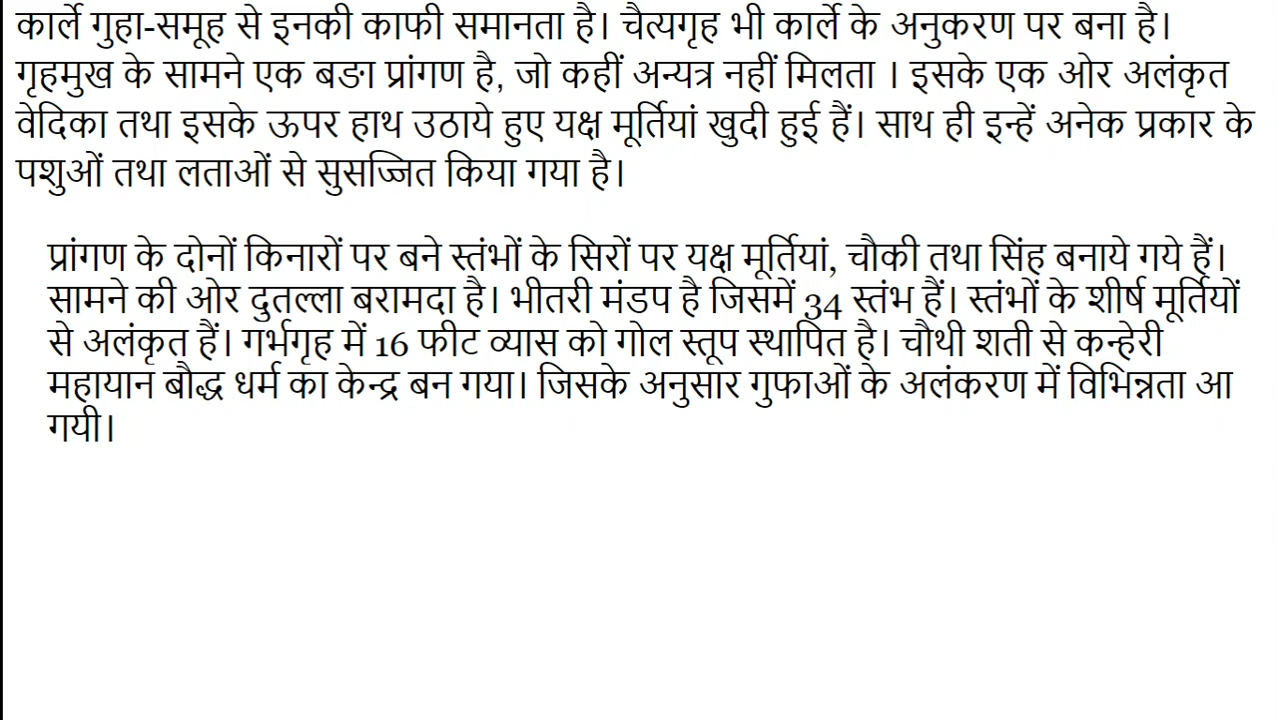 कार्ले गुहा-समूह से इनकी काफी समानता है। चैत्यगृह भी कार्ले के अनुकरण पर बना है।
गृहमुख के सामने एक बङा प्रांगण है, जो कहीं अन्यत्र नहीं मिलता । इसके एक ओर अलंकृत
वेदिका तथा इसके ऊपर हाथ उठाये हुए यक्ष मूर्तियां खुदी हुई हैं। साथ ही इन्हें अनेक प्रकार के
पशुओं तथा लताओं से सुसज्जित किया गया है।
प्रांगण के दोनों किनारों पर बने स्तंभों के सिरों पर यक्ष मूर्तियां, चौकी तथा सिंह बनाये गये हैं।
सामने की ओर दुतल्ला बरामदा है। भीतरी मंडप है जिसमें 34 स्तंभ हैं। स्तंभों के शीर्ष मूर्तियों
से अलंकृत हैं। गर्भगृह में 16 फीट व्यास को गोल स्तूप स्थापित है। चौथी शती से कन्हेरी
महायान बौद्ध धर्म का केन्द्र बन गया। जिसके अनुसार गुफाओं के अलंकरण में विभिन्नता आ
गयी।